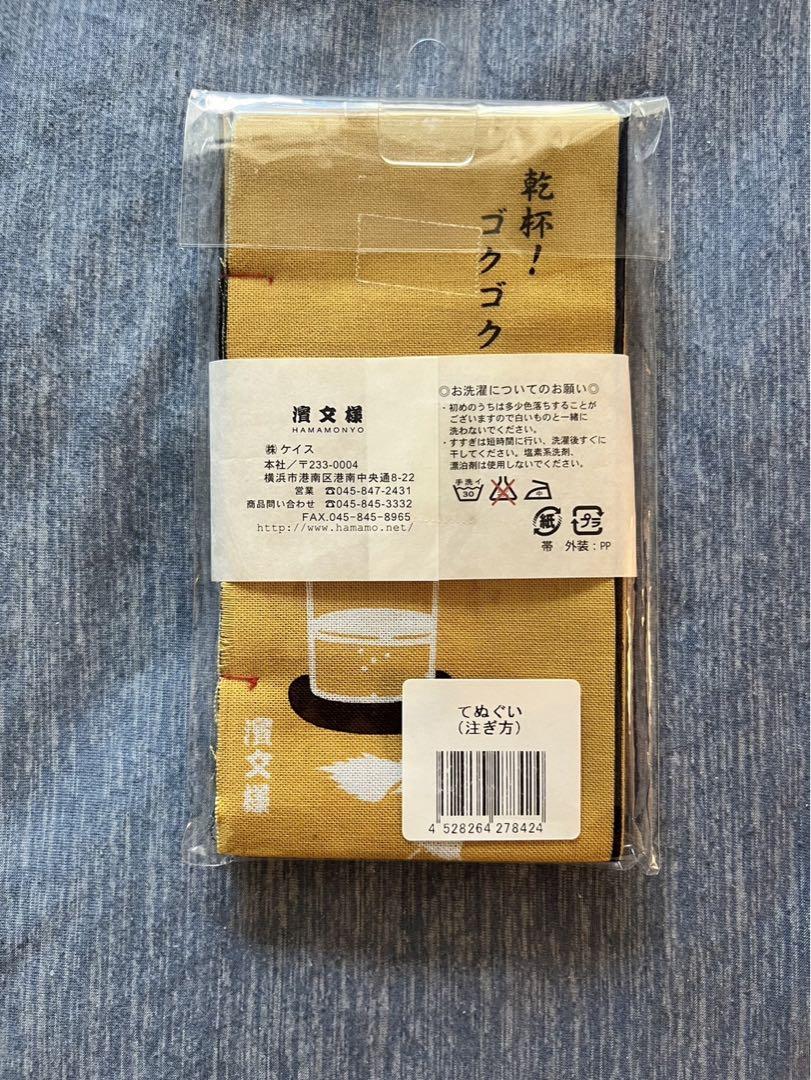 乾杯！
ゴクゴク
濱文様
HAMAMONYO
㈱ケイス
本社／〒233-0004
横浜市港南区港南中央通8-22
営業 ☎045-847-2431
商品問い合わせ ☎045-845-3332
FAX.045-845-8965
http://www.hamamo.net/
◎お洗濯についてのお願い◎
・初めのうちは多少色落ちすることが
ございますので白いものと一緒に
洗わないでください。
・すすぎは短時間に行い、洗濯後すぐに
干してください。塩素系洗剤、
漂泊剤は使用しないでください。
手洗イ
30
紙 プラ
帯 外装：PP
濱文様
てぬぐい
（注ぎ方）
4 528264 278424